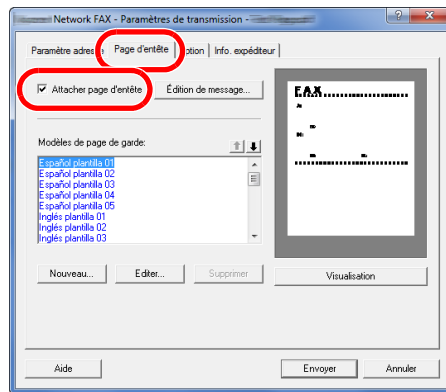 Network FAX - Paramètres de transmission -
Paramètre adresse Page d'entête Option Info. expéditeur
Attacher page d'entête Édition de message...
Modèles de page de garde:
Español plantilla 01
Español plantilla 02
Español plantilla 03
Español plantilla 04
Español plantilla 05
Inglés plantilla 01
Inglés plantilla 02
Inglés plantilla 03
FAX
Nouveau... Editer... Supprimer Visualisation
Aide Envoyer Annuler